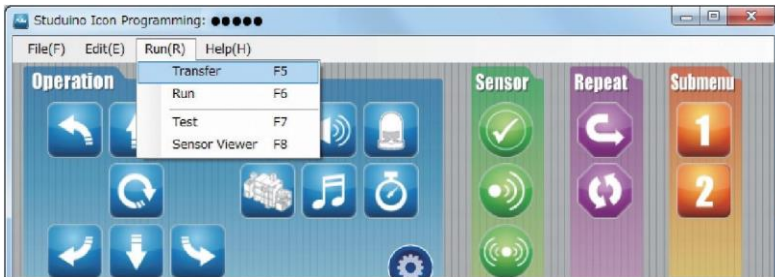 Studuino Icon Programming: ●●●●●
File(F) Edit(E) Run(R) Help(H)
Transfer F5
Run F6
Test F7
Sensor Viewer F8
Operation
Sensor
Repeat
Submenu
1
2